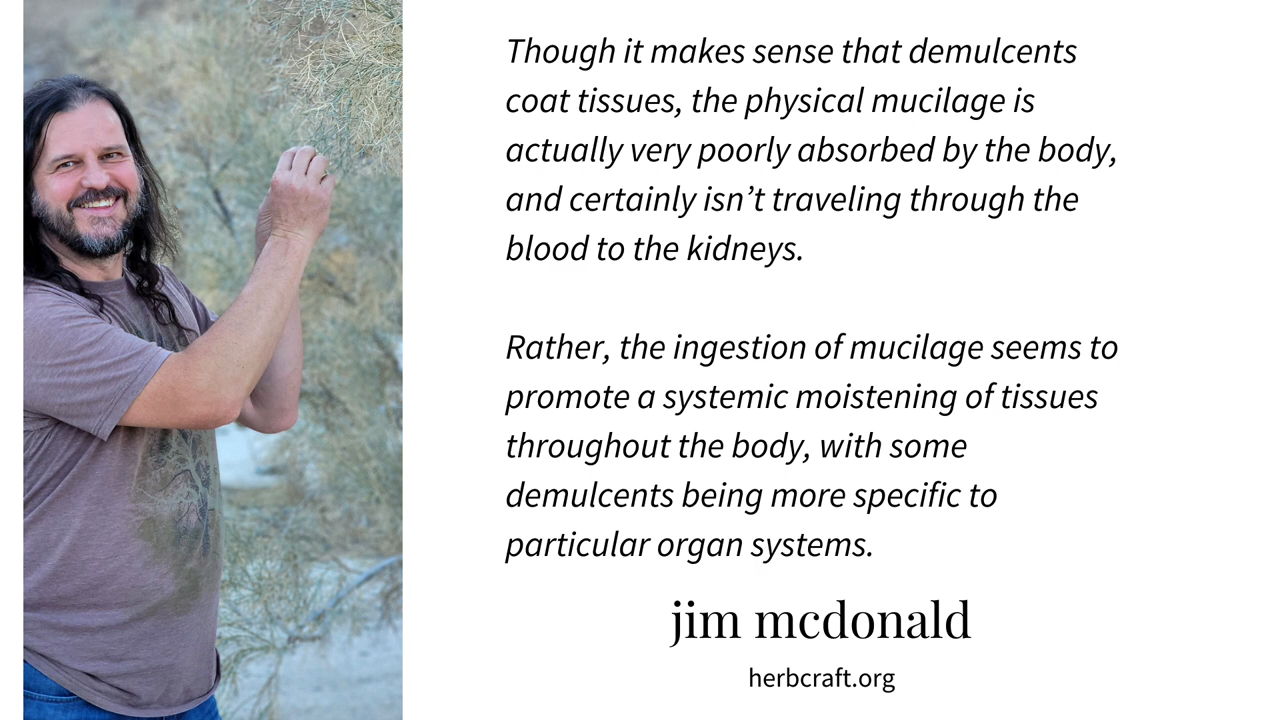 Though it makes sense that demulcents
coat tissues, the physical mucilage is
actually very poorly absorbed by the body,
and certainly isn’t traveling through the
blood to the kidneys.
Rather, the ingestion of mucilage seems to
promote a systemic moistening of tissues
throughout the body, with some
demulcents being more specific to
particular organ systems.
jim mcdonald
herbcraft.org